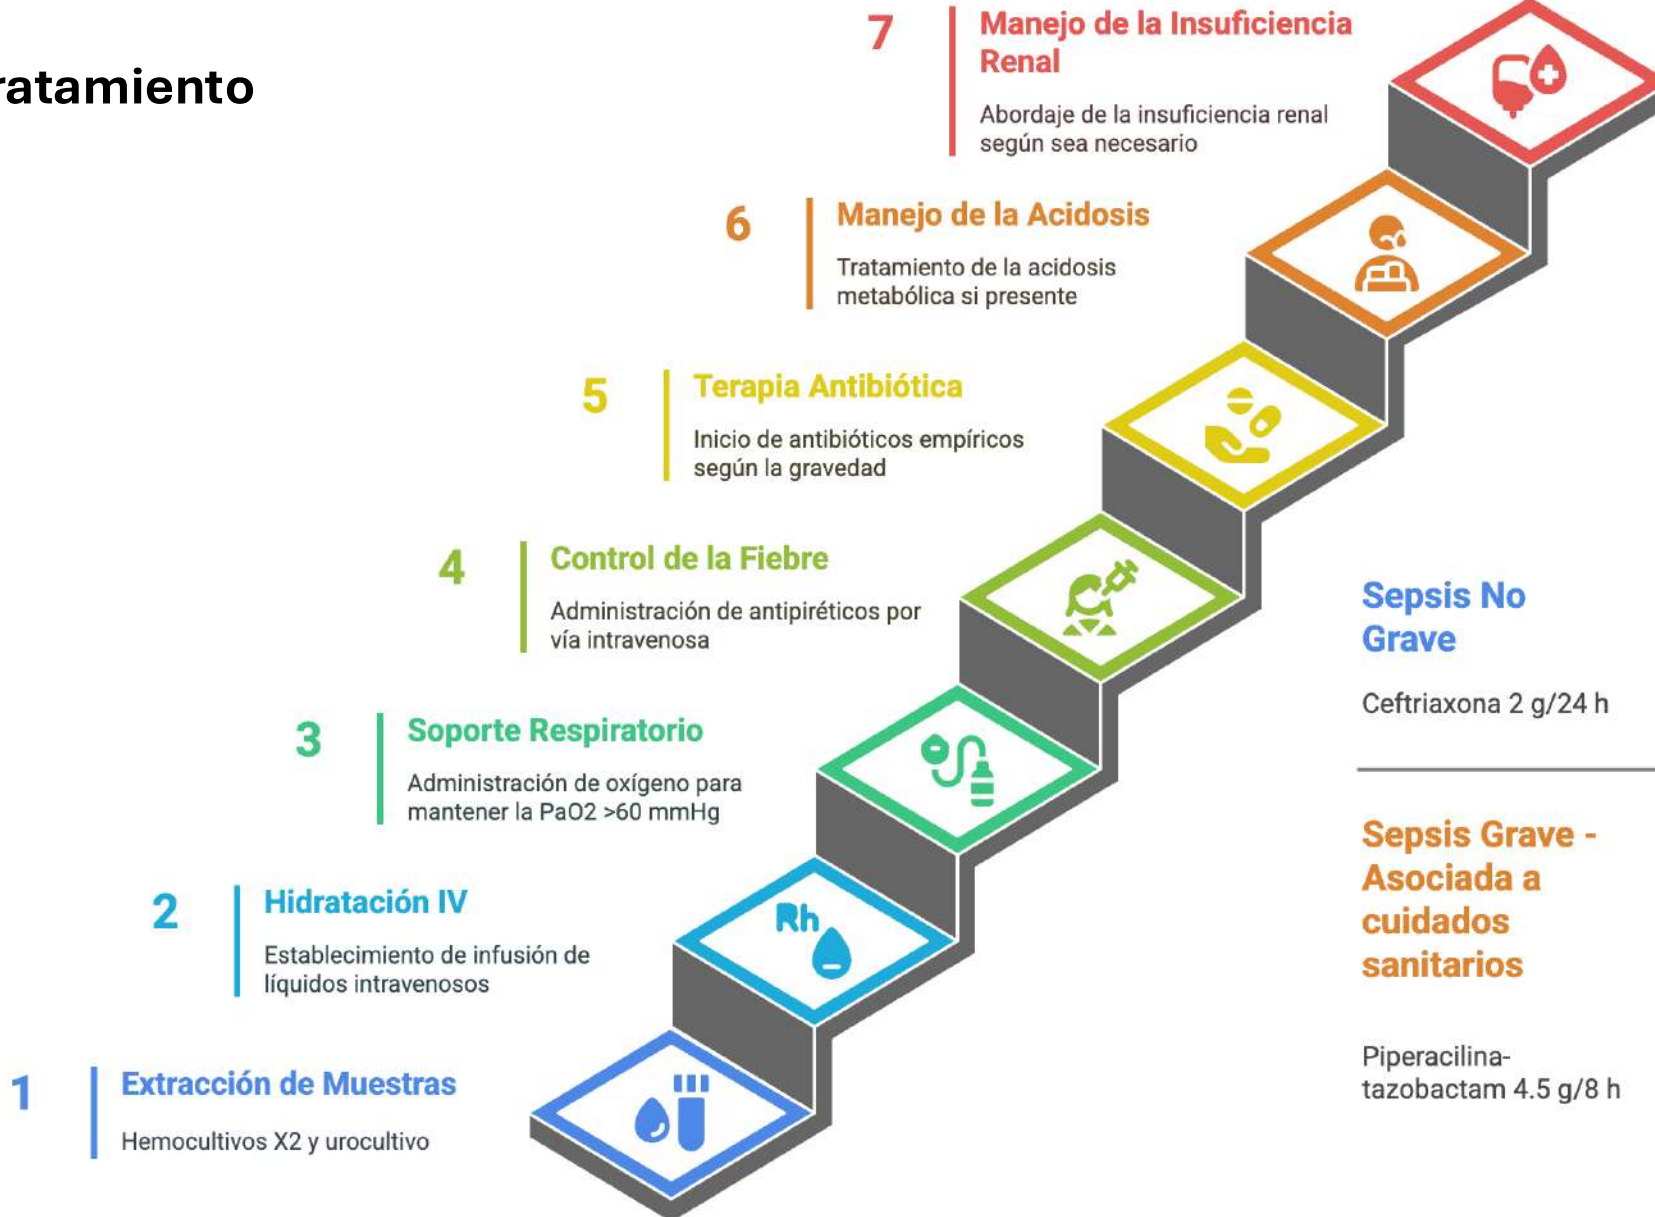 ratamiento
7
Manejo de la Insuficiencia
Renal
Abordaje de la insuficiencia renal
según sea necesario
6
Manejo de la Acidosis
Tratamiento de la acidosis
metabólica si presente
5
Terapia Antibiótica
Inicio de antibióticos empíricos
según la gravedad
4
Control de la Fiebre
Administración de antipiréticos por
vía intravenosa
3
Soporte Respiratorio
Administración de oxígeno para
mantener la PaO2 >60 mmHg
2
Hidratación IV
Establecimiento de infusión de
líquidos intravenosos
1
Extracción de Muestras
Hemocultivos X2 y urocultivo
Rh
Sepsis No
Grave
Ceftriaxona 2 g/24 h
Sepsis Grave -
Asociada a
cuidados
sanitarios
Piperacilina-
tazobactam 4.5 g/8 h